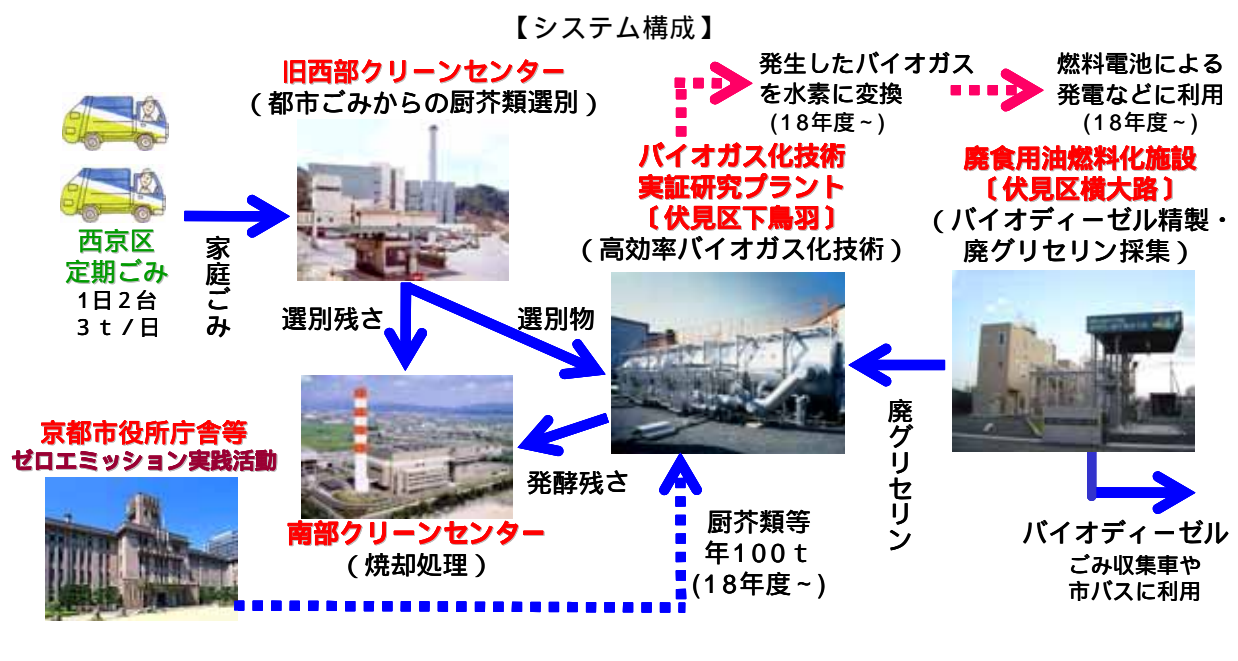 【システム構成】
旧西部クリーンセンター
（都市ごみからの厨芥類選別）
発生したバイオガス
を水素に変換
(18年度~)
燃料電池による
発電などに利用
(18年度~)
バイオガス化技術
実証研究プラント
〔伏見区下鳥羽〕
（高効率バイオガス化技術）
廃食用油燃料化施設
〔伏見区横大路〕
（バイオディーゼル精製・
廃グリセリン採集）
西京区
定期ごみ
1日2台
3ｔ/日
家庭ごみ
選別残さ
選別物
京都市役所庁舎等
ゼロエミッション実践活動
南部クリーンセンター
（焼却処理）
発酵残さ
厨芥類等
年100ｔ
(18年度~)
廃グリセリン
バイオディーゼル
ごみ収集車や
市バスに利用